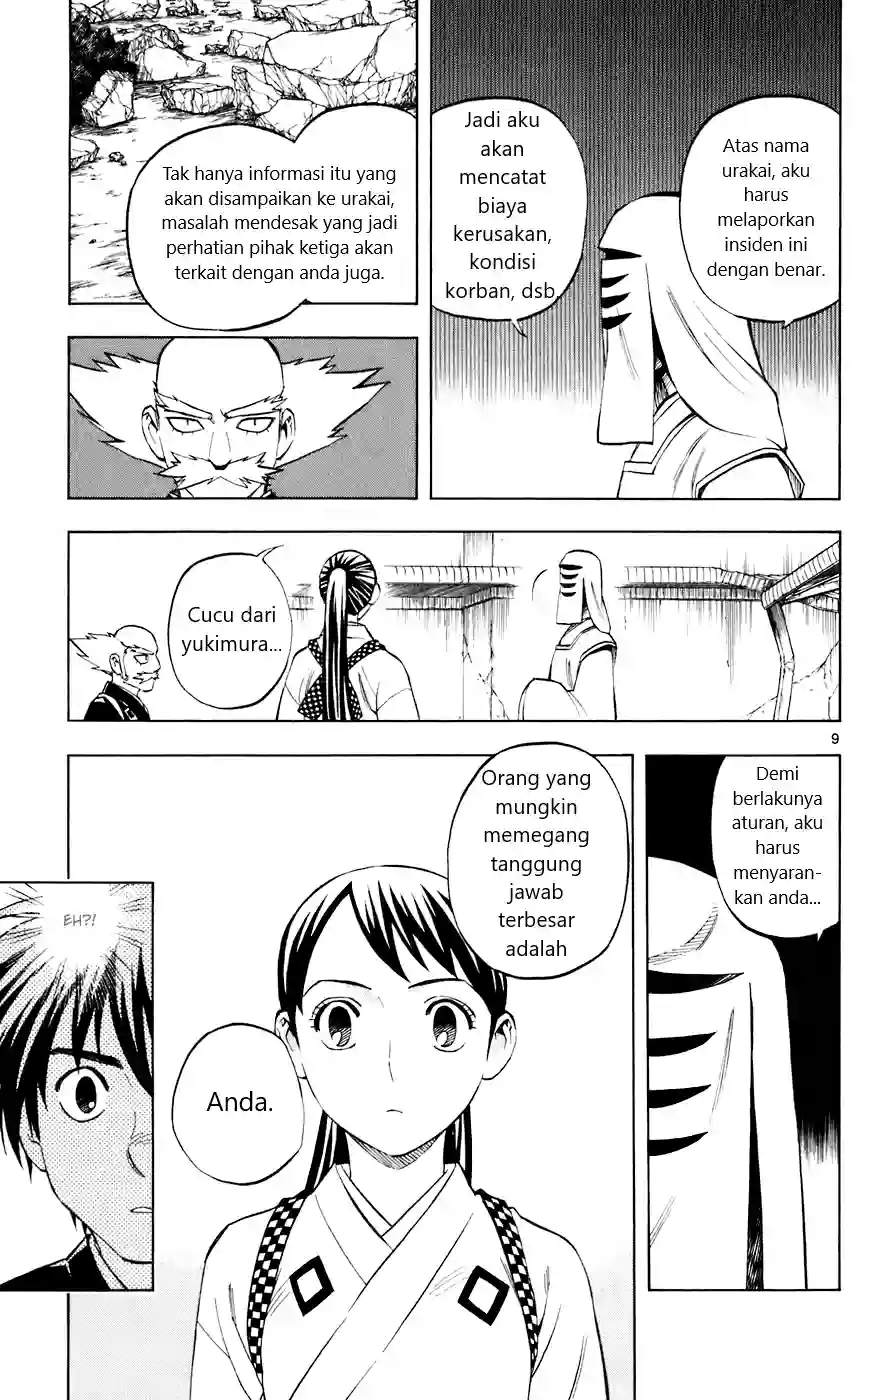 Atas nama
urakai, aku
harus
melaporkan
insiden ini
dengan benar.
Jadi aku
akan
mencatat
biaya
kerusakan,
kondisi
korban, dsb.
Tak hanya informasi itu yang
akan disampaikan ke urakai,
masalah mendesak yang jadi
perhatian pihak ketiga akan
terkait dengan anda juga.
Cucu dari
yukimura...
9
Demi
berlakunya
aturan, aku
harus
menyaran-
kan anda...
Orang yang
mungkin
memegang
tanggung
jawab
terbesar
adalah
Anda.
EH?!